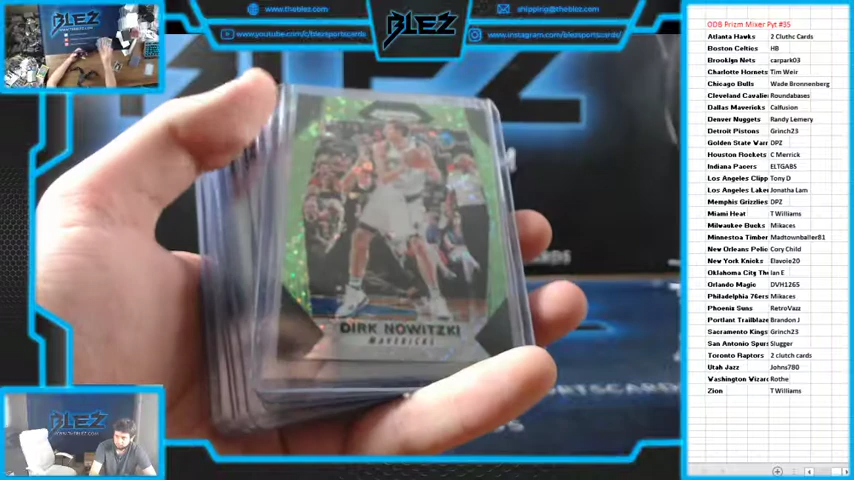 BLEZ
www.theblez.com
shipping@theblez.com
BLEZ
www.youtube.com/c/blezsportscards
www.instagram.com/blezsportscards/
DIRK NOWITZKI
MAVERICKS
BLEZ
ODB Prizm Mixer Pyt #35
Atlanta Hawks 2 Cluthc Cards
Boston Celtics HB
Brooklyn Nets carpark03
Charlotte Hornets Tim Weir
Chicago Bulls Wade Bronnenberg
Cleveland Cavalie Roundabases
Dallas Mavericks Calfusion
Denver Nuggets Randy Lemery
Detroit Pistons Grinch23
Golden State Warr DPZ
Houston Rockets C Merrick
Indiana Pacers ELTGABS
Los Angeles Clipp Tony D
Los Angeles Laker Jonatha Lam
Memphis Grizzlies DPZ
Miami Heat T Williams
Milwaukee Bucks Mikaces
Minnestoa Timber Madtownballer81
New Orleans Pelic Cory Child
New York Knicks Elavoie20
Oklahoma City Thu Ian E
Orlando Magic DVH1265
Philadelphia 76ers Mikaces
Phoenix Suns RetroVazz
Portlant Trailblaze Brandon J
Sacramento Kings Grinch23
San Antonio Spurs Slugger
Toronto Raptors 2 clutch cards
Utah Jazz Johns780
Washington Wizard Rothe
Zion T Williams